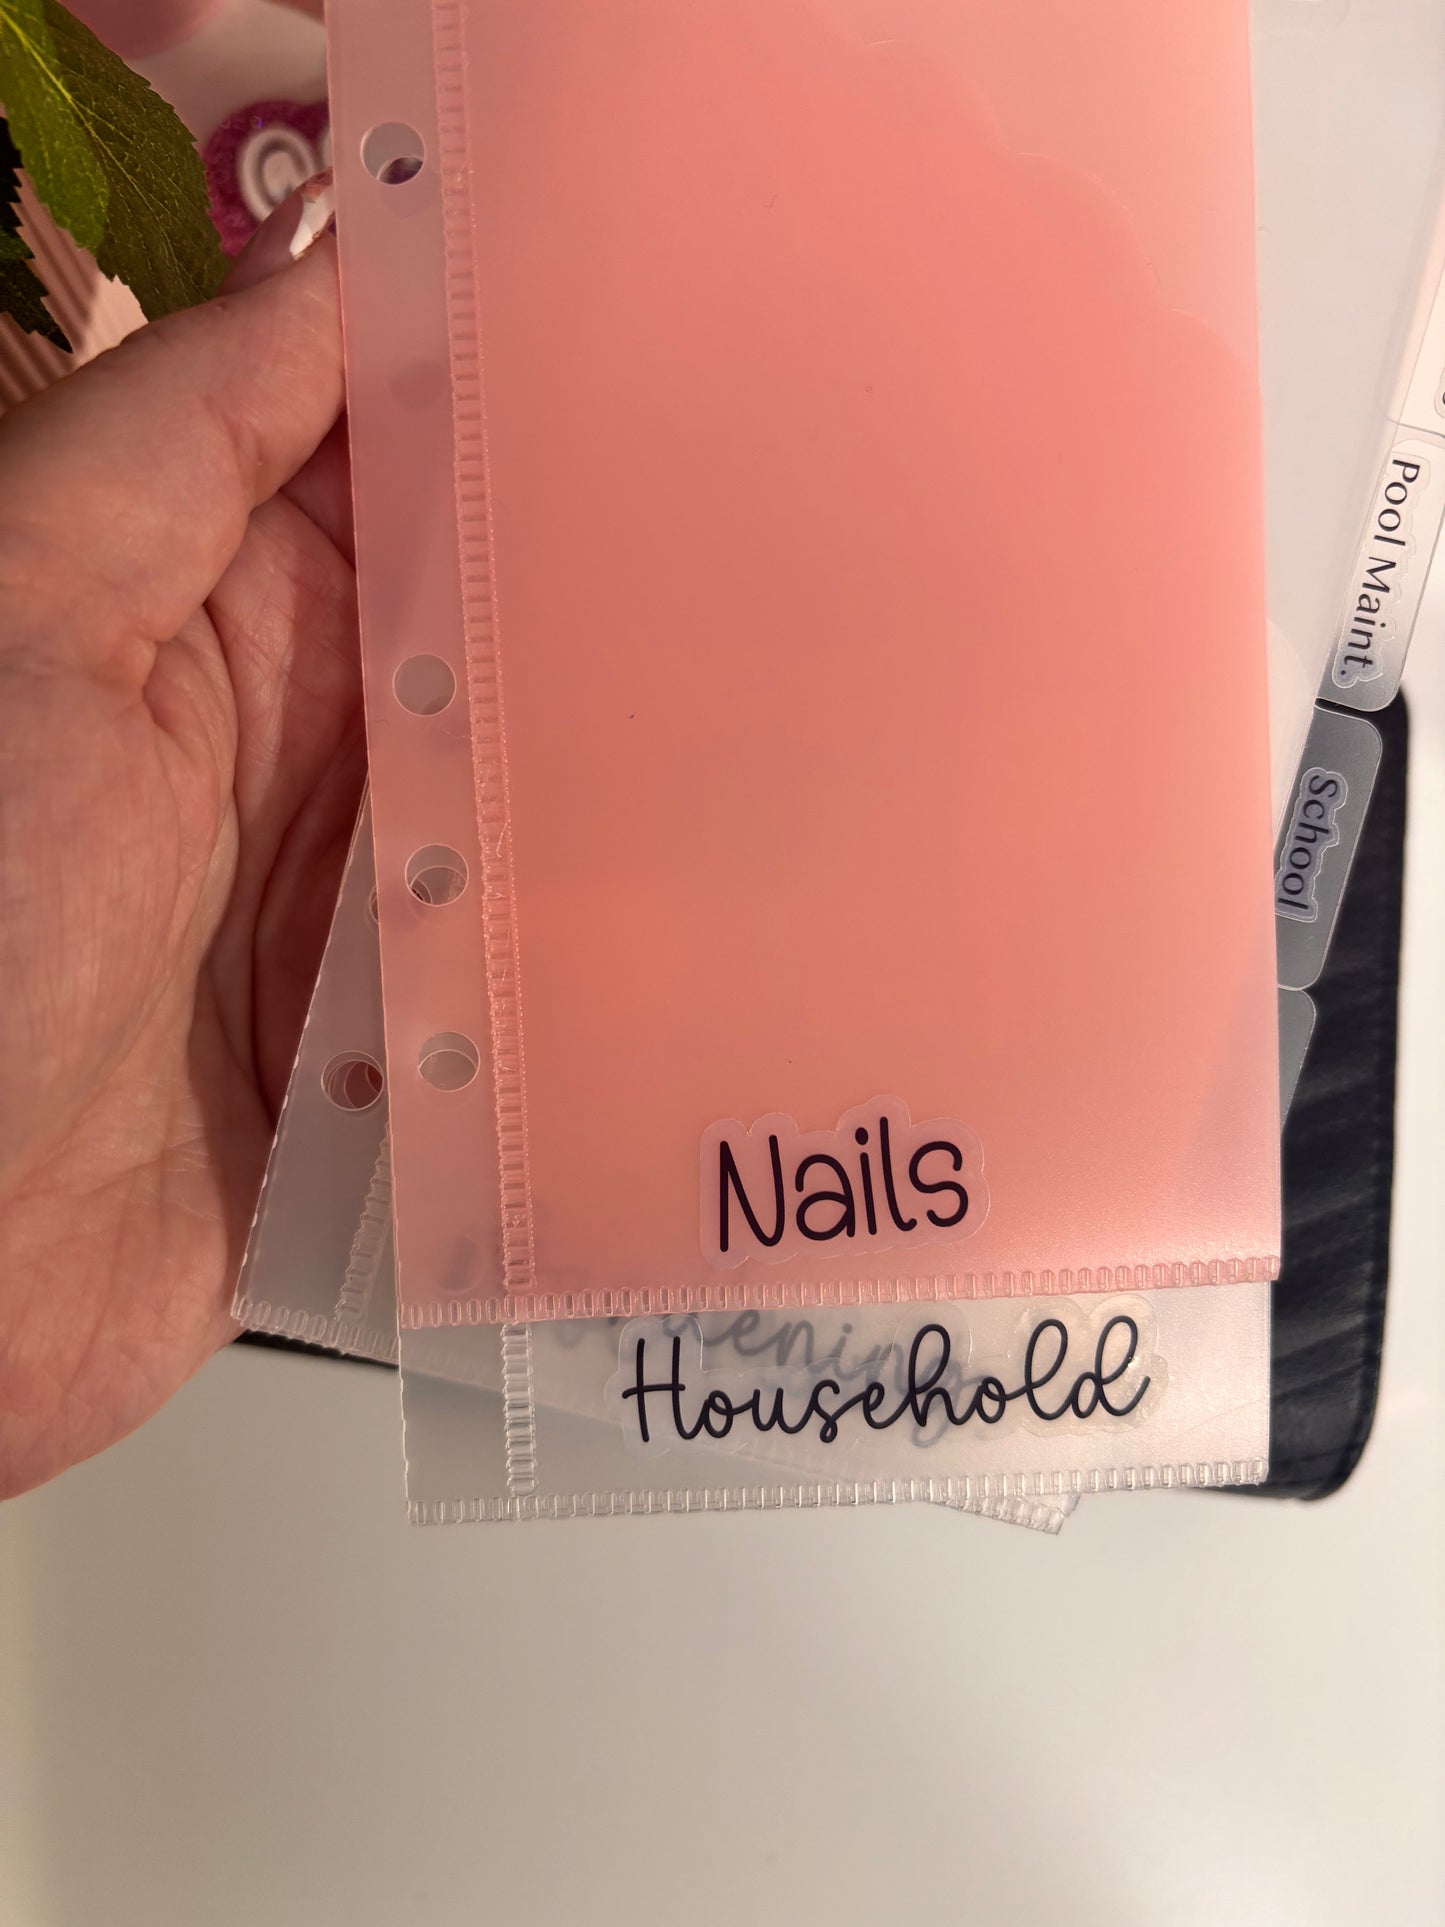 Pool Maint.
School
Nails
Household